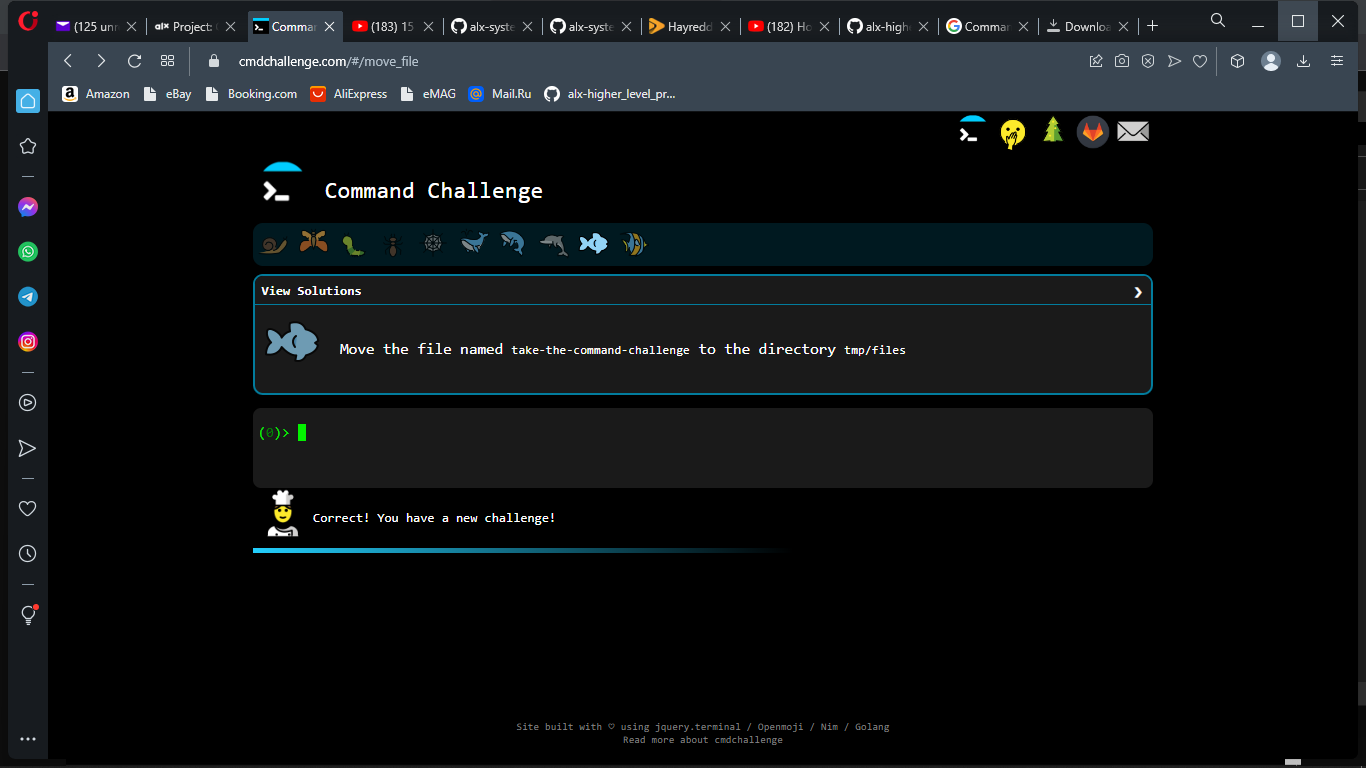 (125 unr
alx Project: 
Comman
(183) 15
alx-syste
alx-syste
Hayredd
(182) Ho
alx-high
Comman
Downloa
cmdchallenge.com/#/move_file
Amazon
eBay
Booking.com
AliExpress
eMAG
Mail.Ru
alx-higher_level_pr...
Command Challenge
View Solutions
Move the file named take-the-command-challenge to the directory tmp/files
(0)>
Correct! You have a new challenge!
Site built with ♡ using jquery.terminal / Openmoji / Nim / Golang
Read more about cmdchallenge